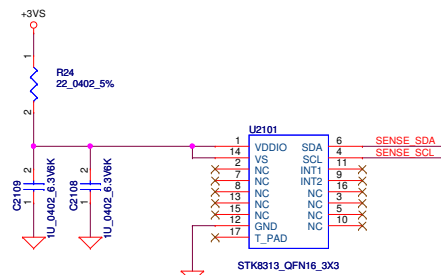 +3VS
1
R24
22_0402_5%
2
2
C2109
1U_0402_6.3V6K
1
2
C2108
1U_0402_6.3V6K
1
U2101
1 VDDIO SDA 6 SENSE_SDA
14 VS SCL 4 SENSE_SCL
2 NC INT1 11
7 NC INT2 9
8 NC NC 16
13 NC NC 3
15 NC NC 5
12 GND NC 10
17 T_PAD
STK8313_QFN16_3X3